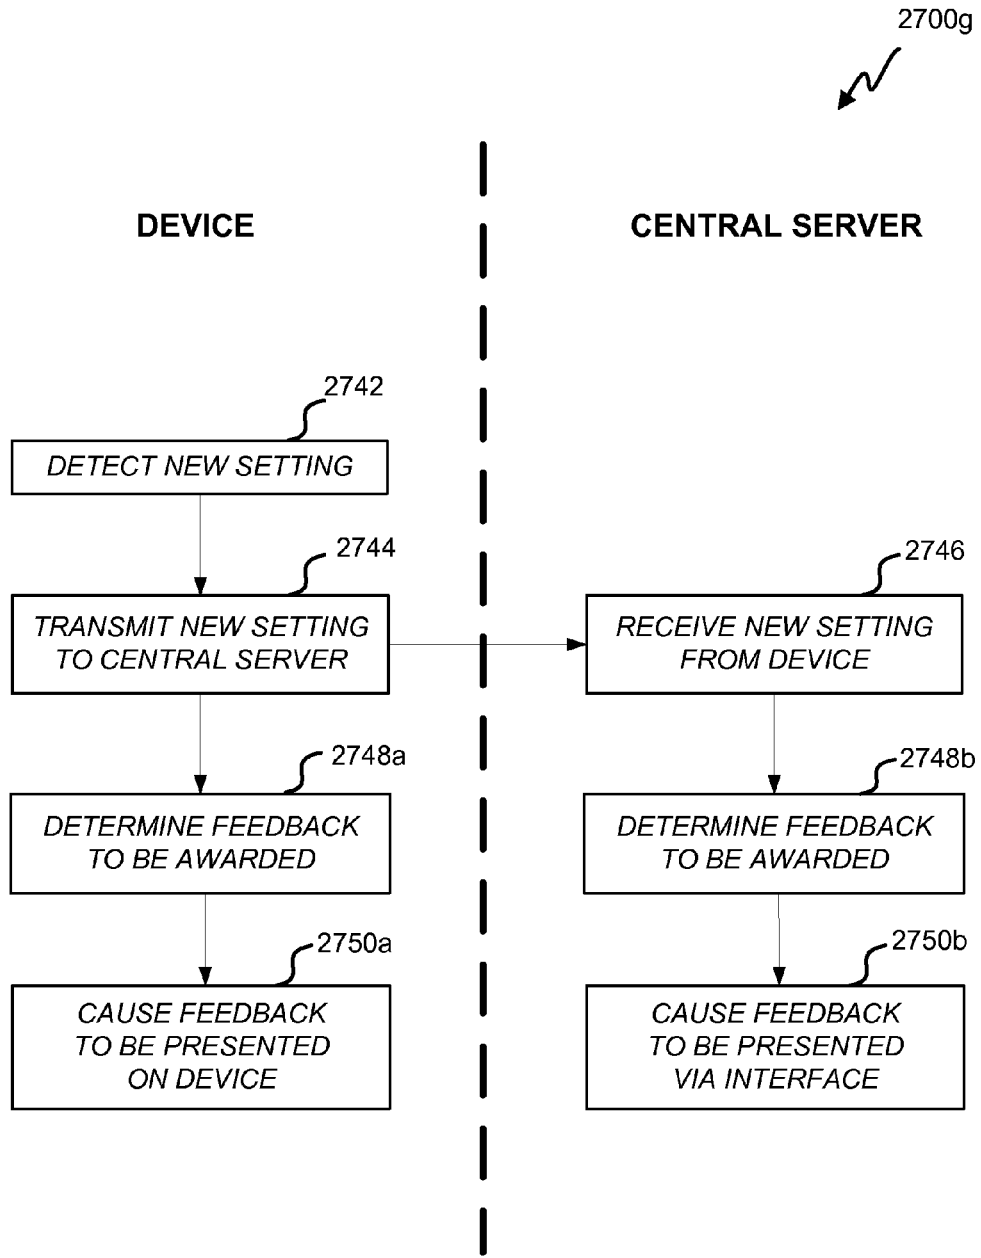 2700g
DEVICE
CENTRAL SERVER
2742
DETECT NEW SETTING
2744
TRANSMIT NEW SETTING
TO CENTRAL SERVER
2746
RECEIVE NEW SETTING
FROM DEVICE
2748a
DETERMINE FEEDBACK
TO BE AWARDED
2748b
DETERMINE FEEDBACK
TO BE AWARDED
2750a
CAUSE FEEDBACK
TO BE PRESENTED
ON DEVICE
2750b
CAUSE FEEDBACK
TO BE PRESENTED
VIA INTERFACE